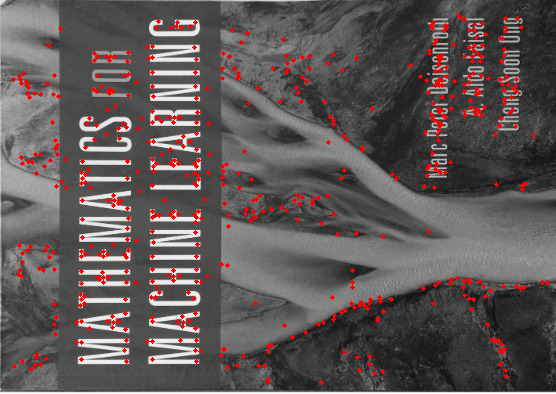 MATHEMATICS FOR
MACHINE LEARNING
Marc Peter Deisenroth
A. Aldo Faisal
Cheng Soon Ong